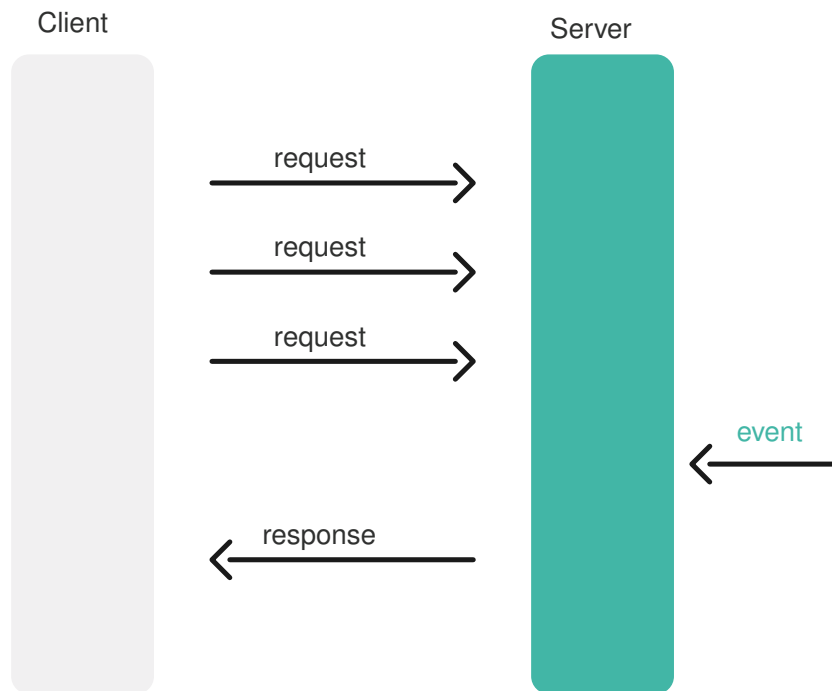 Client
Server
request
request
request
event
response